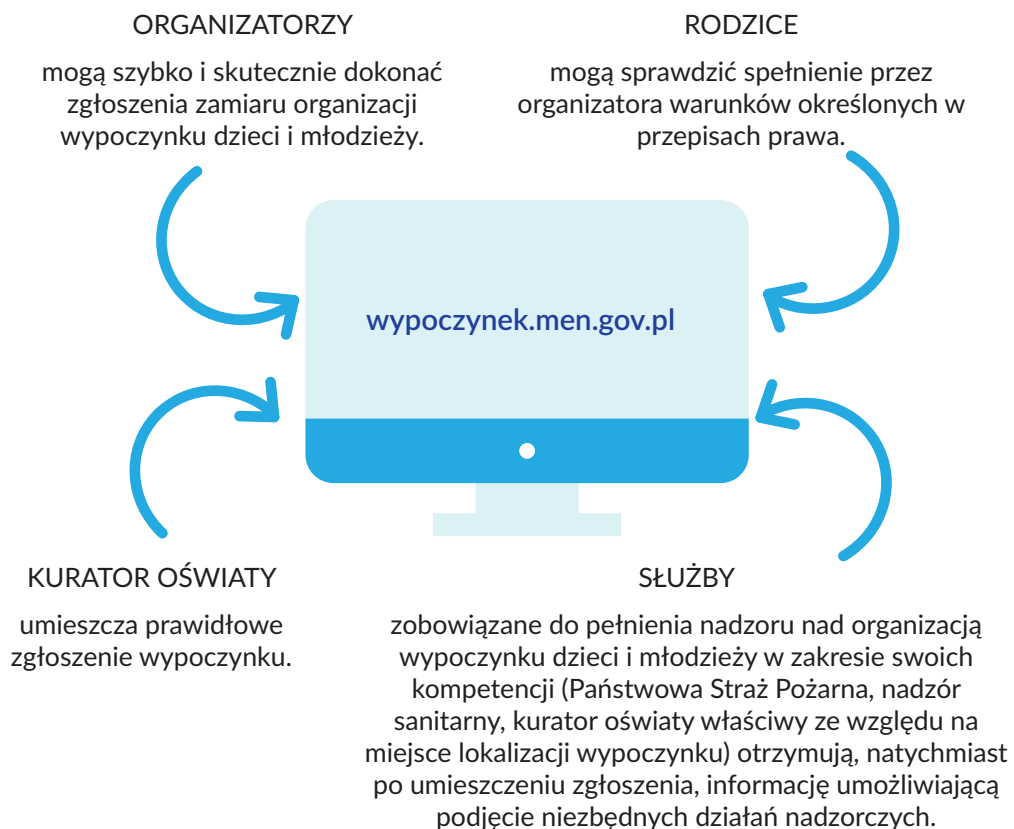 ORGANIZATORZY
mogą szybko i skutecznie dokonać
zgłoszenia zamiaru organizacji
wypoczynku dzieci i młodzieży.
RODZICE
mogą sprawdzić spełnienie przez
organizatora warunków określonych w
przepisach prawa.
wypoczynek.men.gov.pl
KURATOR OŚWIATY
umieszcza prawidłowe
zgłoszenie wypoczynku.
SŁUŻBY
zobowiązane do pełnienia nadzoru nad organizacją
wypoczynku dzieci i młodzieży w zakresie swoich
kompetencji (Państwowa Straż Pożarna, nadzór
sanitarny, kurator oświaty właściwy ze względu na
miejsce lokalizacji wypoczynku) otrzymują, natychmiast
po umieszczeniu zgłoszenia, informację umożliwiającą
podjęcie niezbędnych działań nadzorczych.